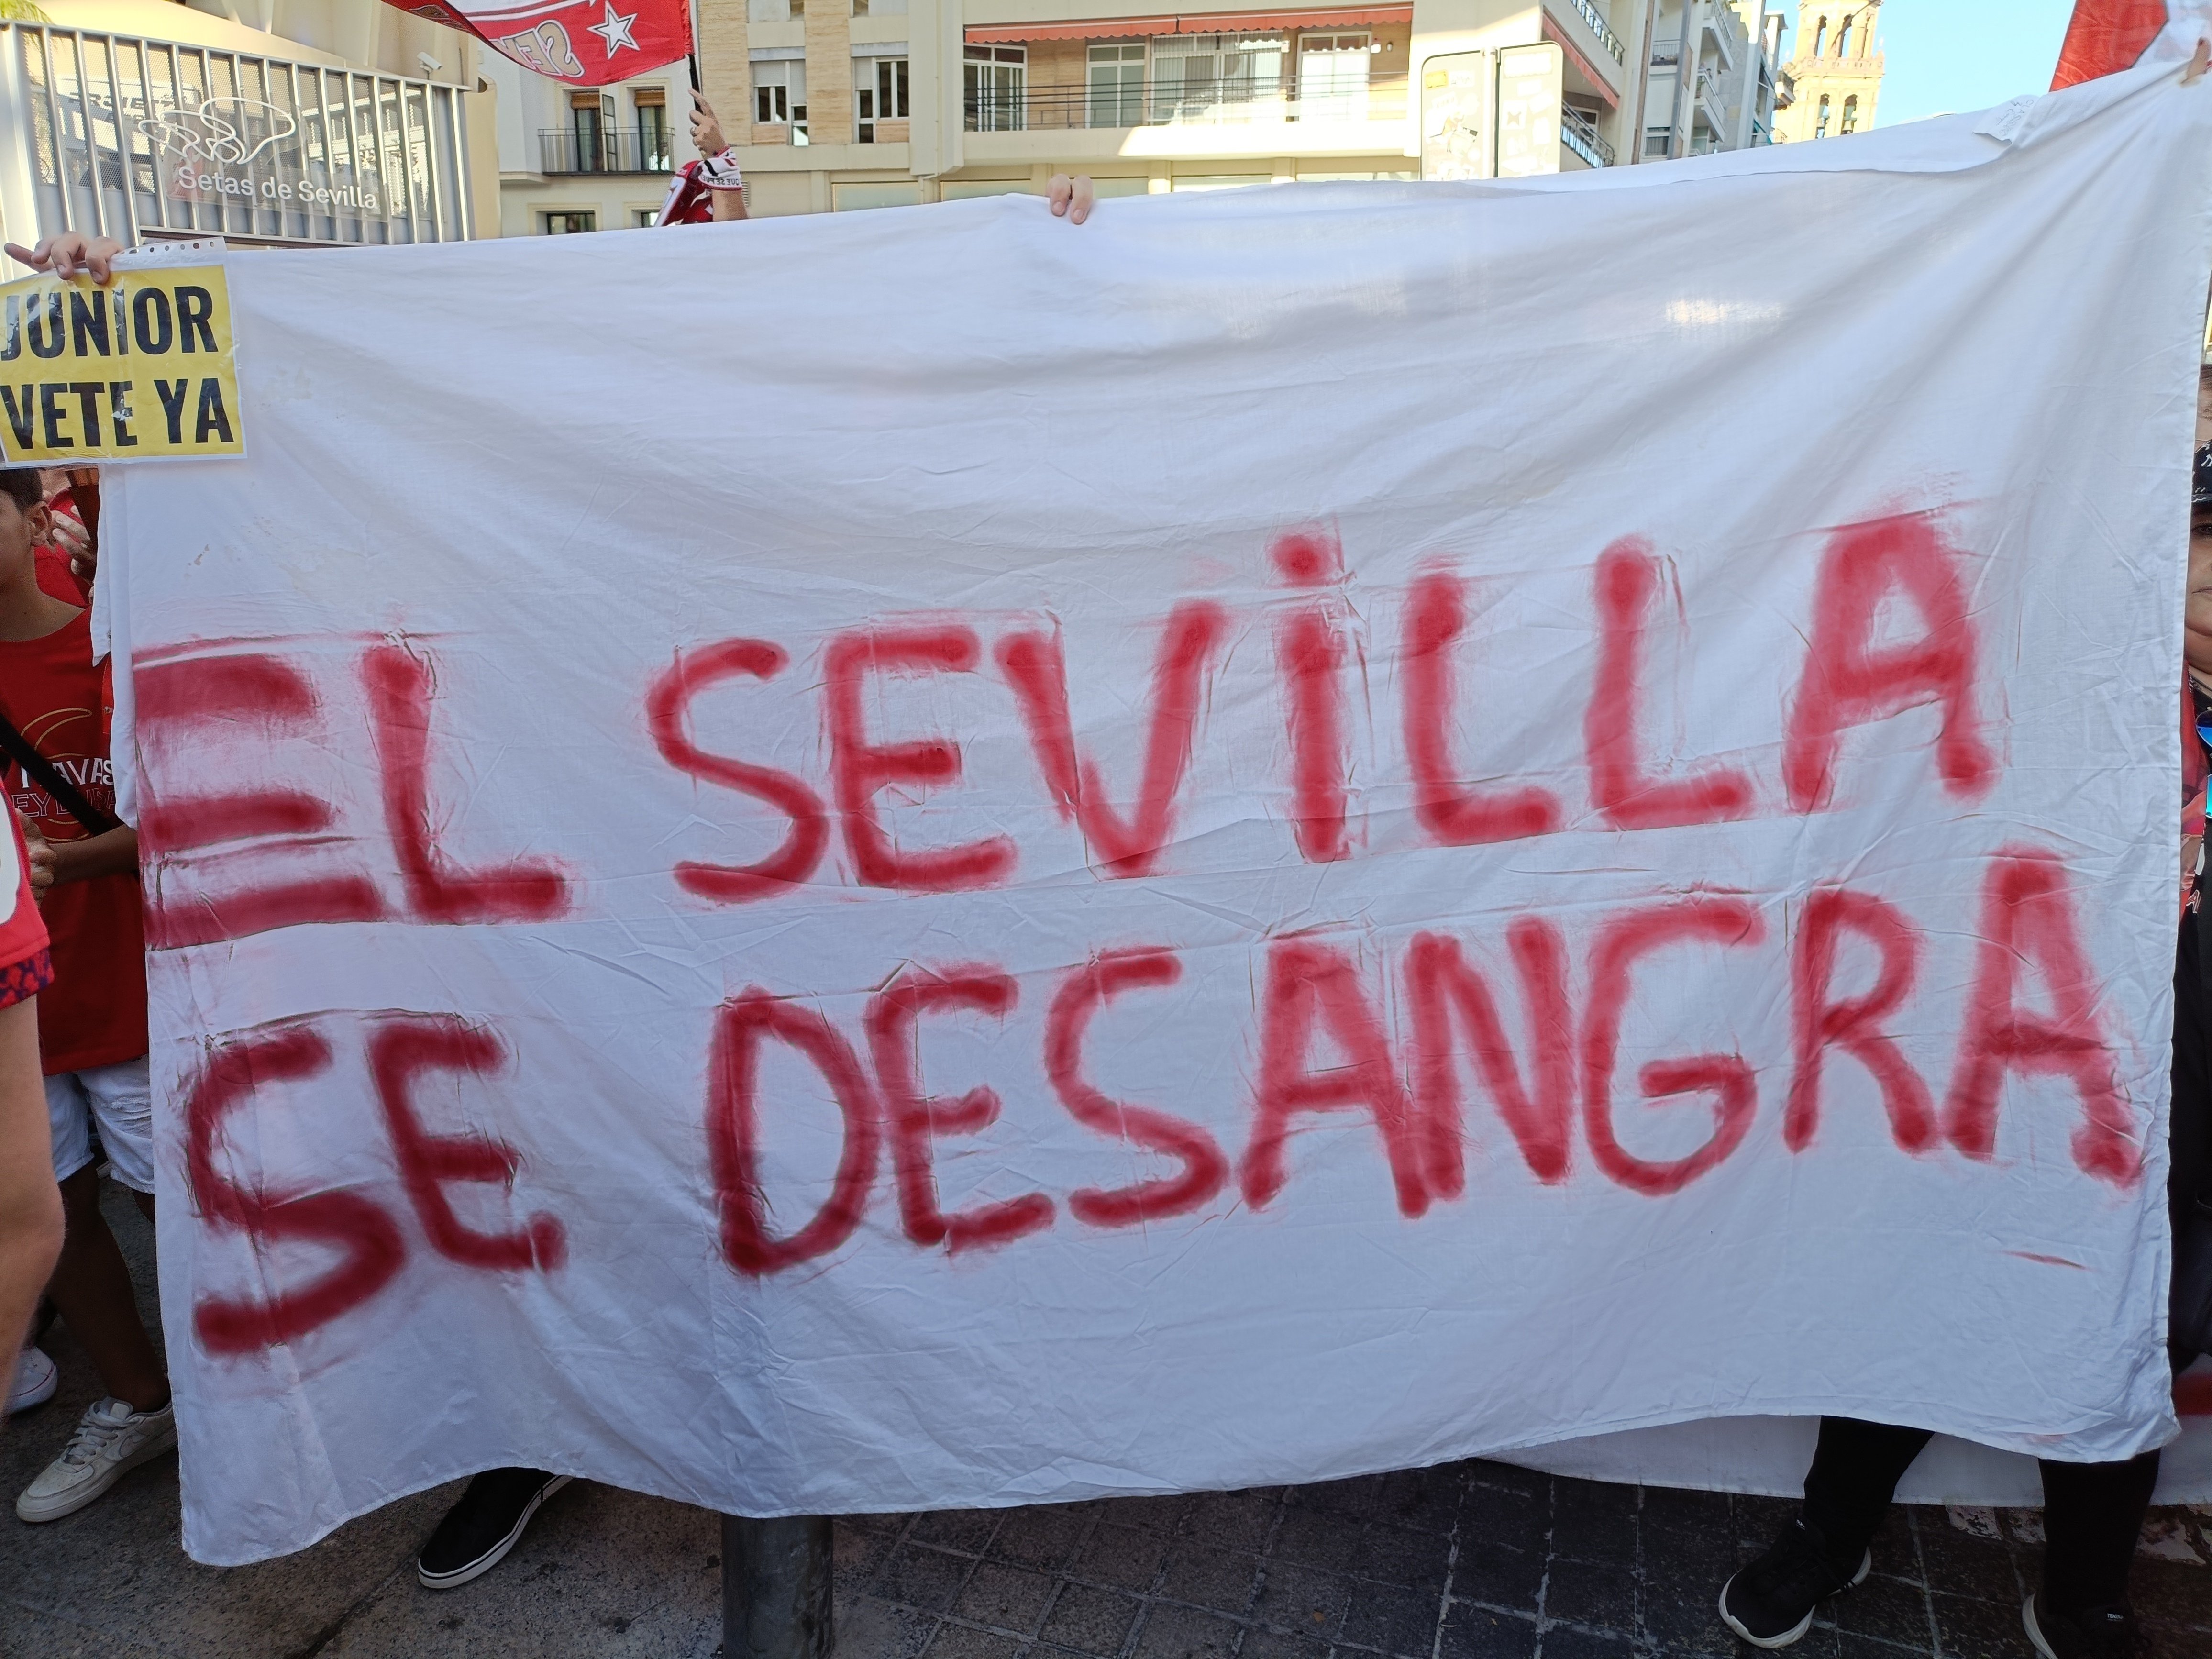 Setas de Sevilla
JUNIOR
VETE YA
EL SEViLLA
SE DESANGRA